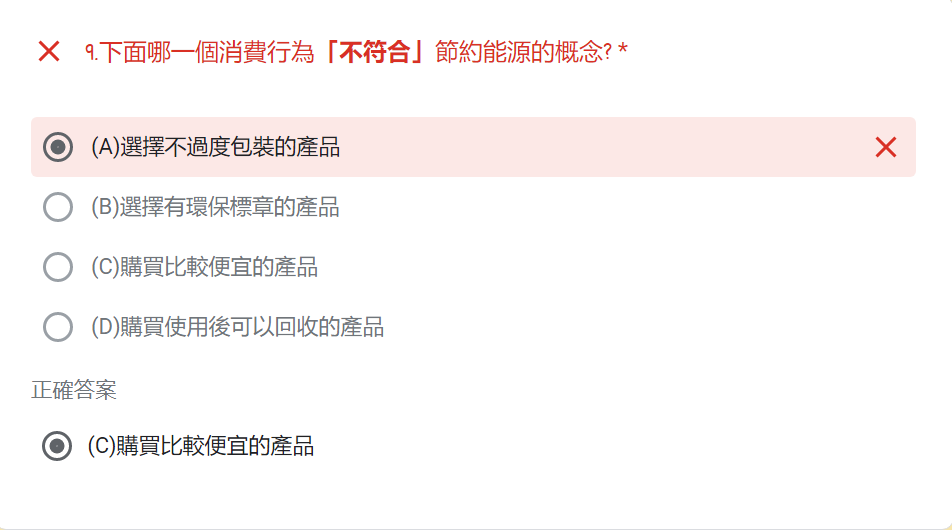 ९.下面哪一個消費行為「不符合」節約能源的概念? *
(A)選擇不過度包裝的產品
(B)選擇有環保標章的產品
(C)購買比較便宜的產品
(D)購買使用後可以回收的產品
正確答案
(C)購買比較便宜的產品